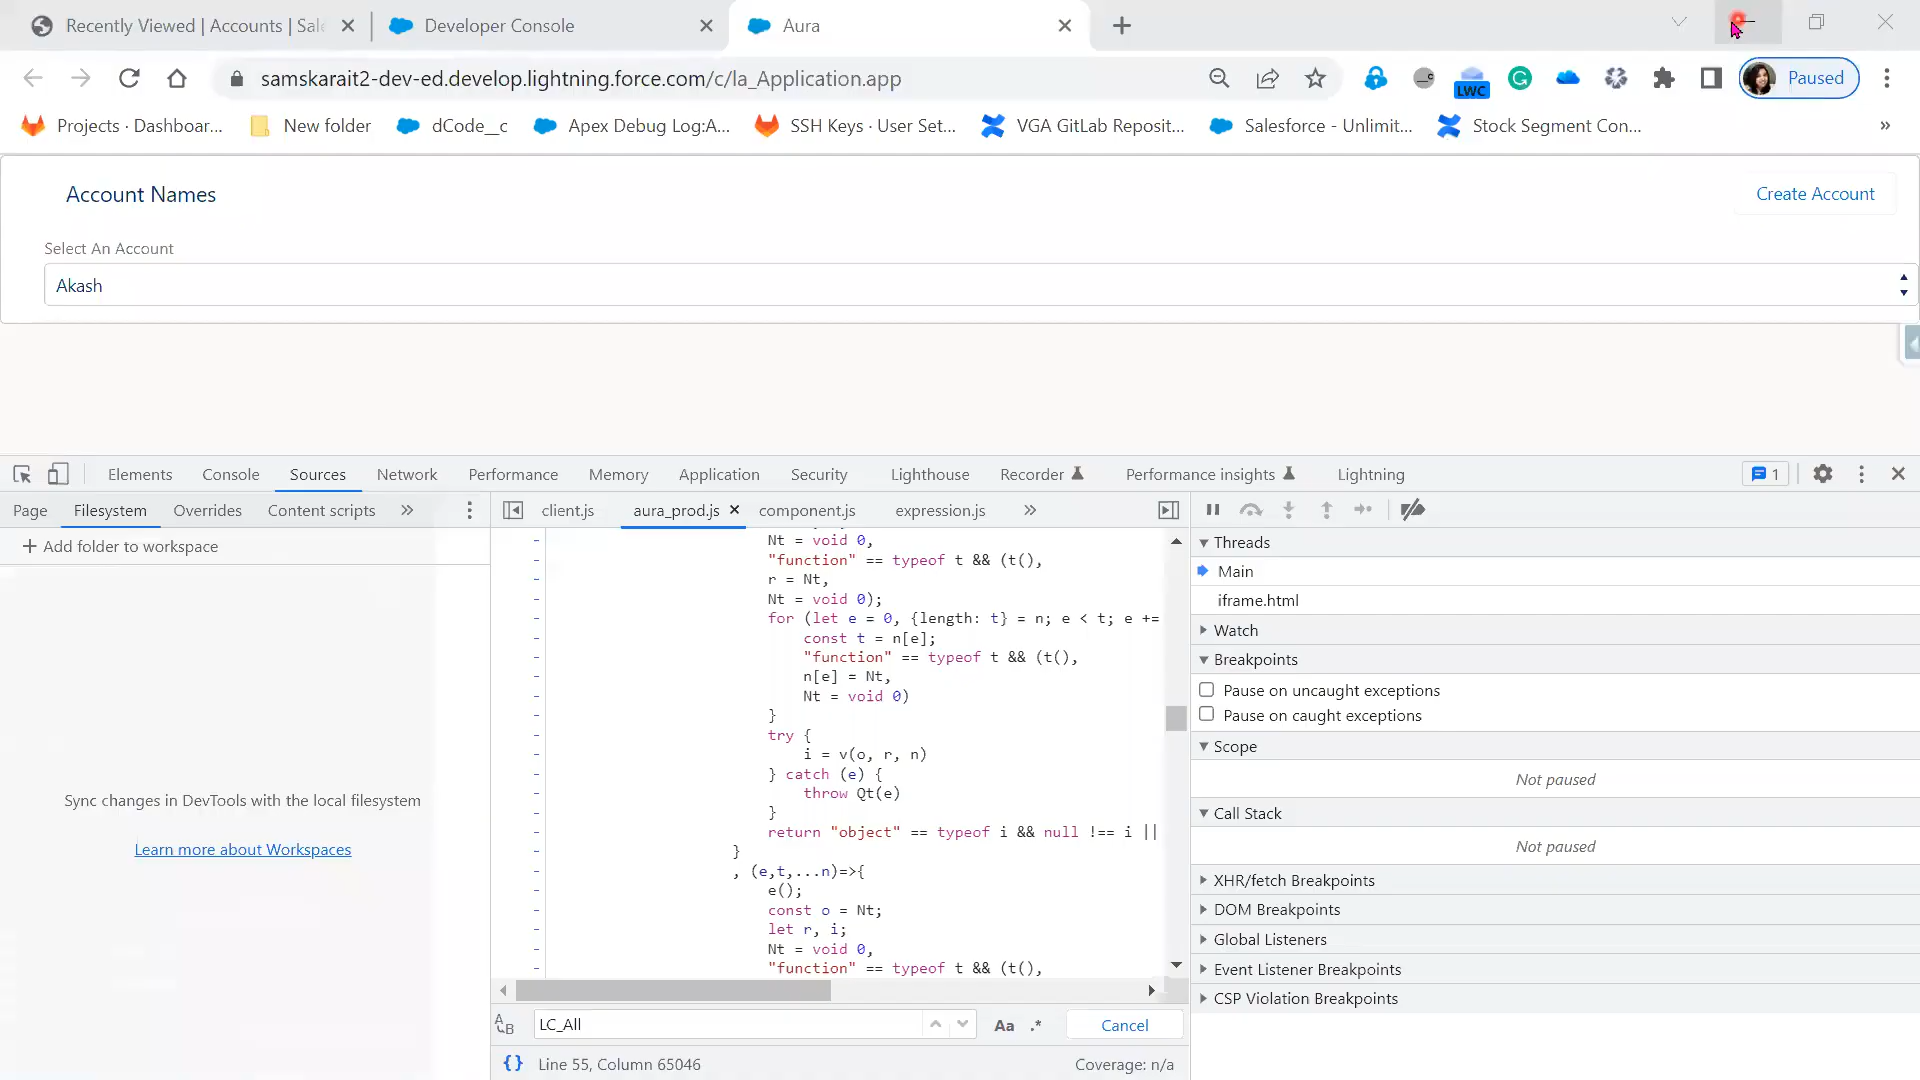 Recently Viewed | Accounts | Sale
Developer Console
Aura
samskarait2-dev-ed.develop.lightning.force.com/c/la_Application.app
LWC
Paused
Projects · Dashboar...
New folder
dCode__c
Apex Debug Log:A...
SSH Keys · User Set...
VGA GitLab Reposit...
Salesforce - Unlimit...
Stock Segment Con...
»
Account Names
Create Account
Select An Account
Akash
Elements
Console
Sources
Network
Performance
Memory
Application
Security
Lighthouse
Recorder
Performance insights
Lightning
1
Page
Filesystem
Overrides
Content scripts
»
client.js
aura_prod.js
component.js
expression.js
»
+ Add folder to workspace
Sync changes in DevTools with the local filesystem
Learn more about Workspaces
- Nt = void 0,
- "function" == typeof t && (t(),
- r = Nt,
- Nt = void 0);
- for (let e = 0, {length: t} = n; e < t; e +=
- const t = n[e];
- "function" == typeof t && (t(),
- n[e] = Nt,
- Nt = void 0)
- }
- try {
- i = v(o, r, n)
- } catch (e) {
- throw Qt(e)
- }
- return "object" == typeof i && null !== i ||
- }
- , (e,t,...n)=>{
- e();
- const o = Nt;
- let r, i;
- Nt = void 0,
- "function" == typeof t && (t(),
LC_All
Aa
.*
Cancel
{} Line 55, Column 65046
Coverage: n/a
Threads
Main
iframe.html
Watch
Breakpoints
Pause on uncaught exceptions
Pause on caught exceptions
Scope
Not paused
Call Stack
Not paused
XHR/fetch Breakpoints
DOM Breakpoints
Global Listeners
Event Listener Breakpoints
CSP Violation Breakpoints